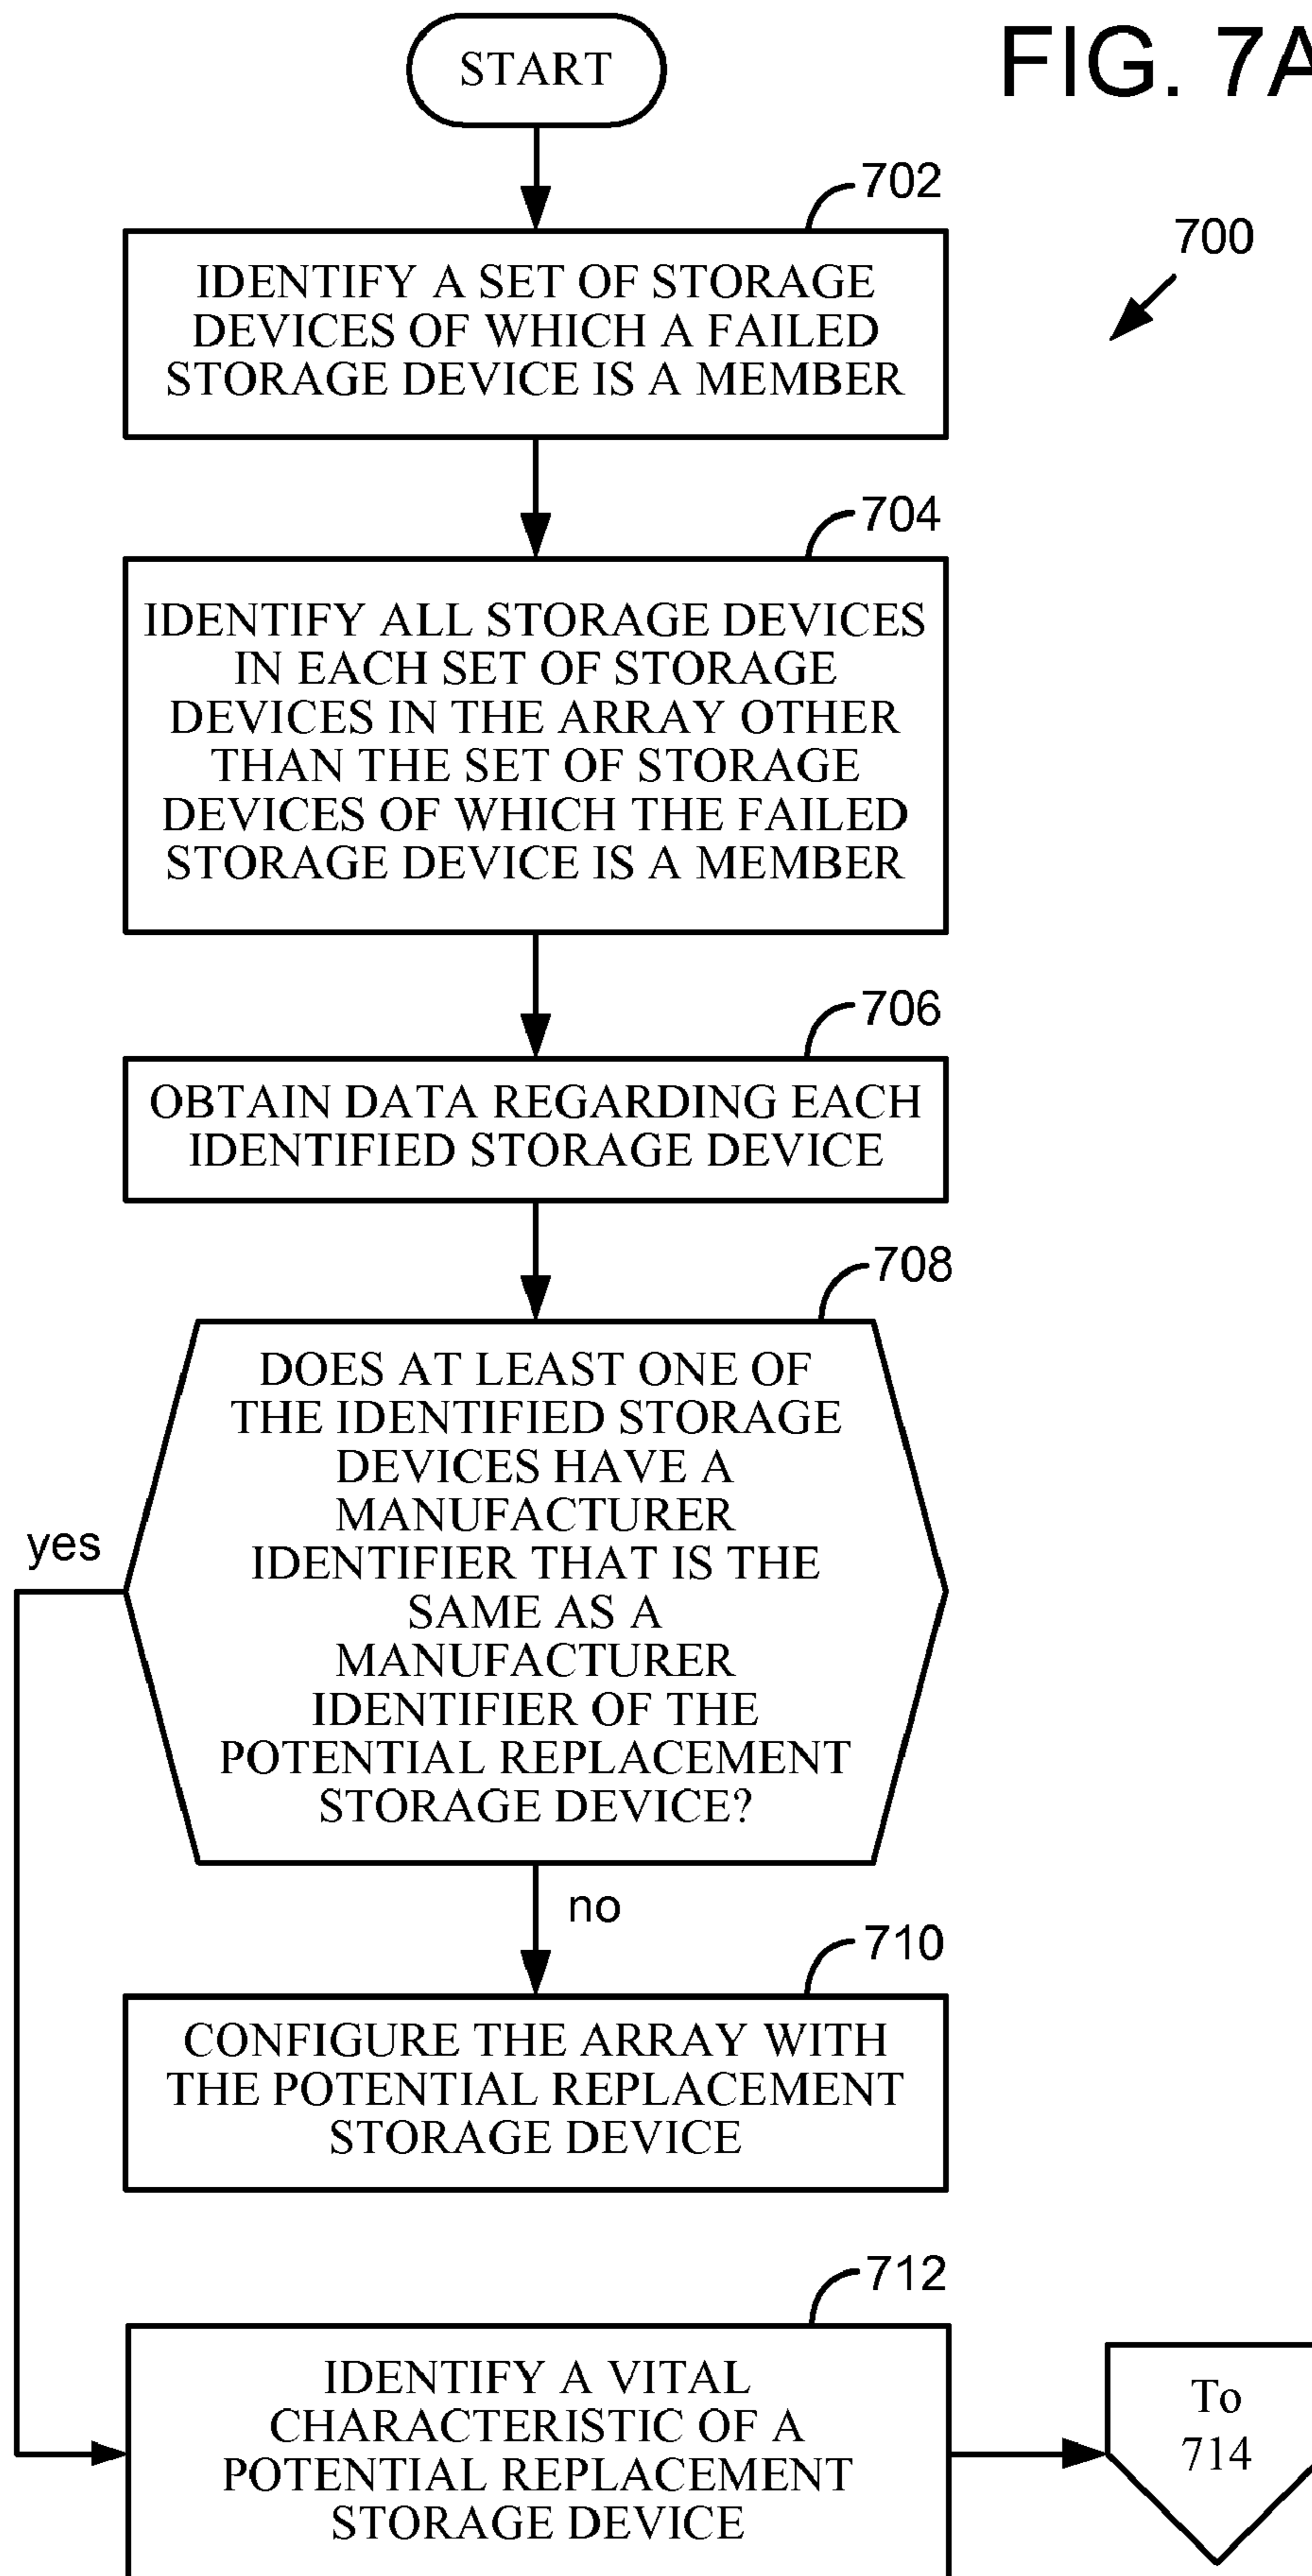 START
FIG. 7A
702
700
IDENTIFY A SET OF STORAGE
DEVICES OF WHICH A FAILED
STORAGE DEVICE IS A MEMBER
704
IDENTIFY ALL STORAGE DEVICES
IN EACH SET OF STORAGE
DEVICES IN THE ARRAY OTHER
THAN THE SET OF STORAGE
DEVICES OF WHICH THE FAILED
STORAGE DEVICE IS A MEMBER
706
OBTAIN DATA REGARDING EACH
IDENTIFIED STORAGE DEVICE
708
DOES AT LEAST ONE OF
THE IDENTIFIED STORAGE
DEVICES HAVE A
MANUFACTURER
IDENTIFIER THAT IS THE
SAME AS A
MANUFACTURER
IDENTIFIER OF THE
POTENTIAL REPLACEMENT
STORAGE DEVICE?
yes
no
710
CONFIGURE THE ARRAY WITH
THE POTENTIAL REPLACEMENT
STORAGE DEVICE
712
IDENTIFY A VITAL
CHARACTERISTIC OF A
POTENTIAL REPLACEMENT
STORAGE DEVICE
To
714